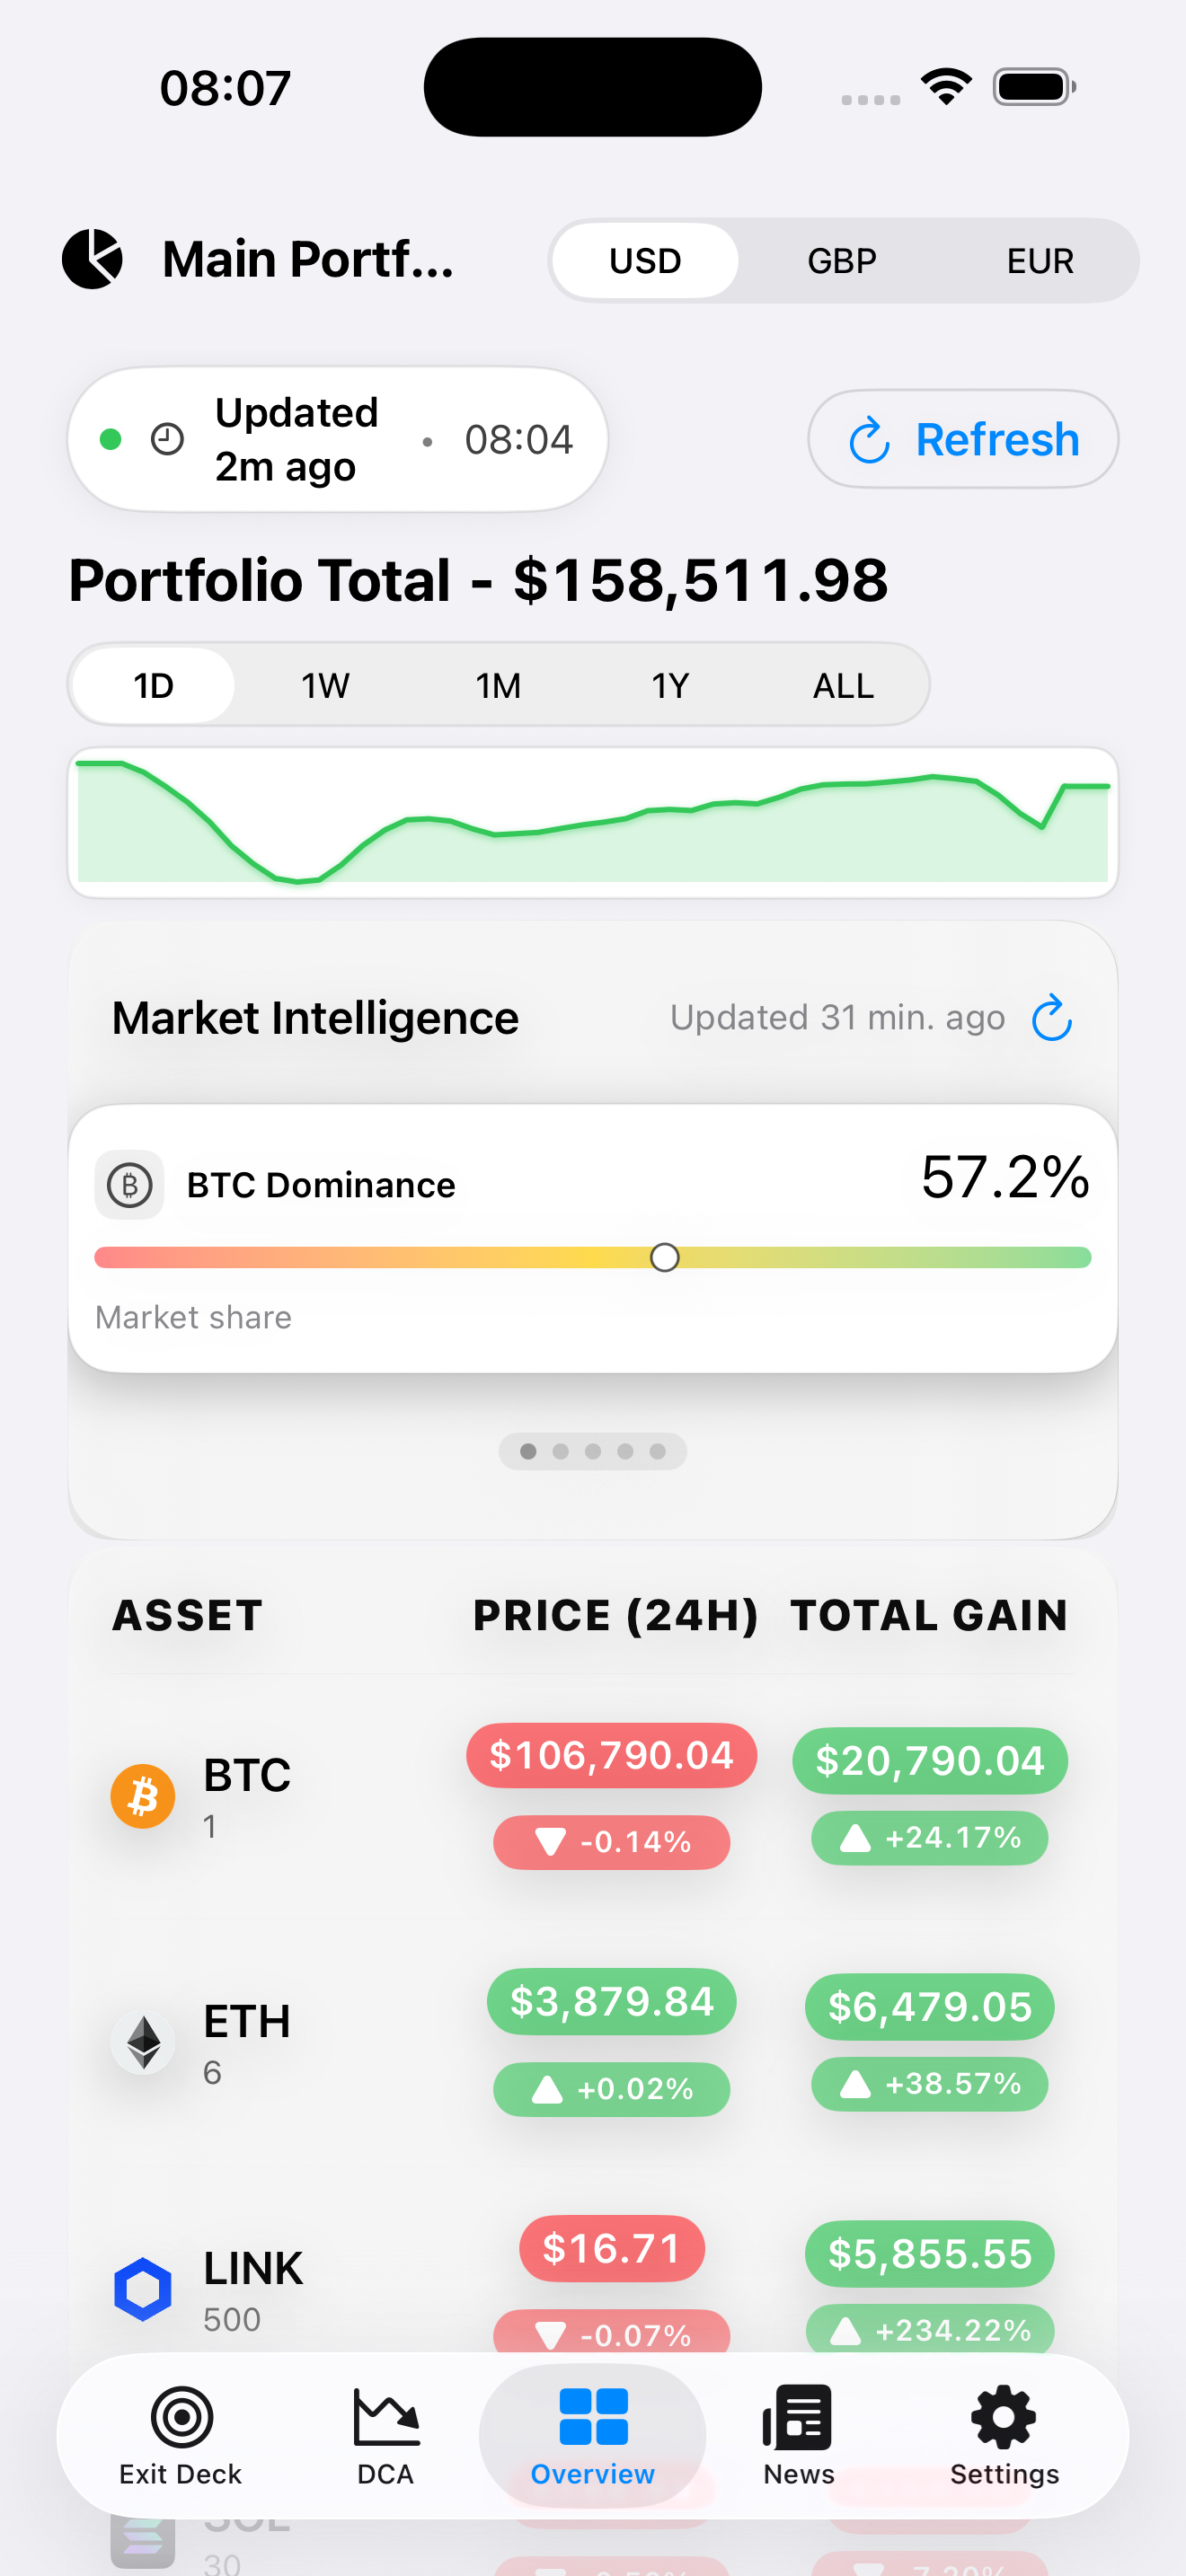 08:07
Main Portf...
USD GBP EUR
Updated
2m ago
• 08:04
Refresh
Portfolio Total - $158,511.98
1D 1W 1M 1Y ALL
Market Intelligence
Updated 31 min. ago
BTC Dominance
57.2%
Market share
ASSET PRICE (24H) TOTAL GAIN
BTC
1
$106,790.04
-0.14%
$20,790.04
+24.17%
ETH
6
$3,879.84
+0.02%
$6,479.05
+38.57%
LINK
500
$16.71
-0.07%
$5,855.55
+234.22%
Exit Deck DCA Overview News Settings
SOL
30